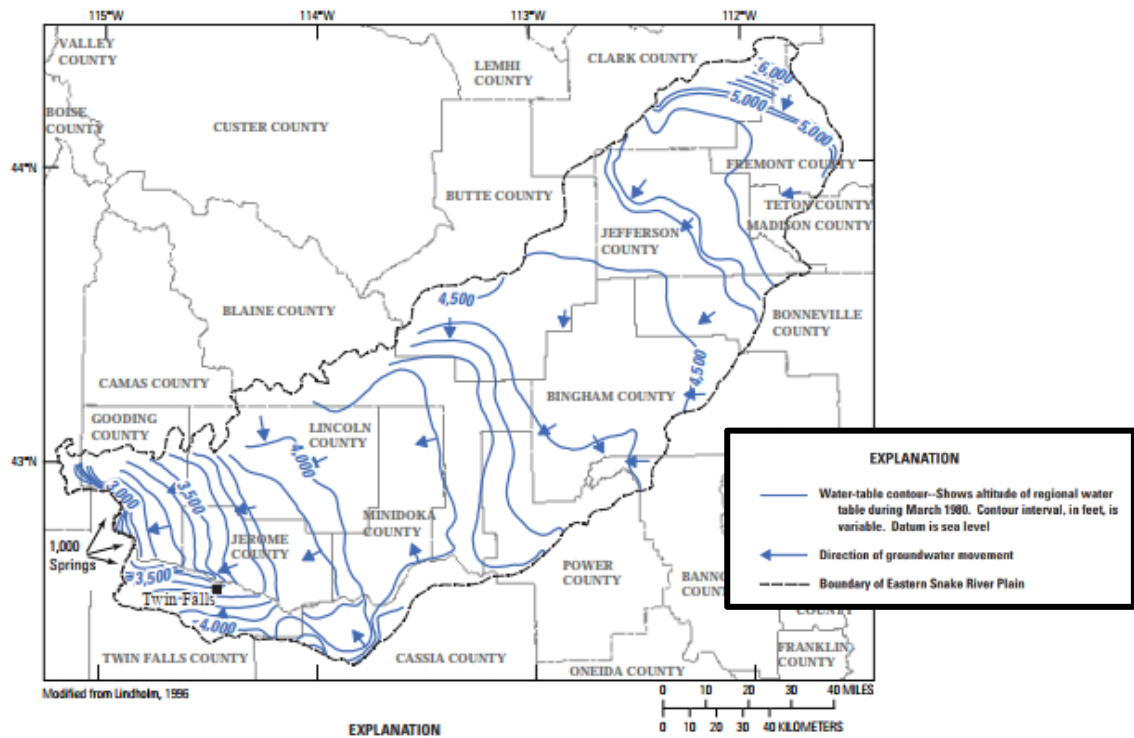 115°W 114°W 113°W 112°W
VALLEY
COUNTY
CLARK COUNTY
LEMHI
COUNTY
6,000
5,000
5,000
BOISE
COUNTY
CUSTER COUNTY
44°N
FREMONT COUNTY
BUTTE COUNTY
TETON COUNTY
MADISON COUNTY
JEFFERSON
COUNTY
4,500
BLAINE COUNTY
BONNEVILLE
COUNTY
4,500
CAMAS COUNTY
BINGHAM COUNTY
GOODING
COUNTY
LINCOLN
COUNTY
4,000
43°N
3,000
3,500
MINIDOKA
COUNTY
JEROME
COUNTY
1,000
Springs
3,500
Twin Falls
POWER
COUNTY
BANNO
COU
4,000
TWIN FALLS COUNTY
CASSIA COUNTY
ONEIDA COUNTY
COUNTY
FRANKLIN
COUNTY
EXPLANATION
Water-table contour--Shows altitude of regional water
table during March 1980. Contour interval, in feet, is
variable. Datum is sea level
Direction of groundwater movement
Boundary of Eastern Snake River Plain
Modified from Lindholm, 1996
0 10 20 30 40 MILES
0 10 20 30 40 KILOMETERS
EXPLANATION